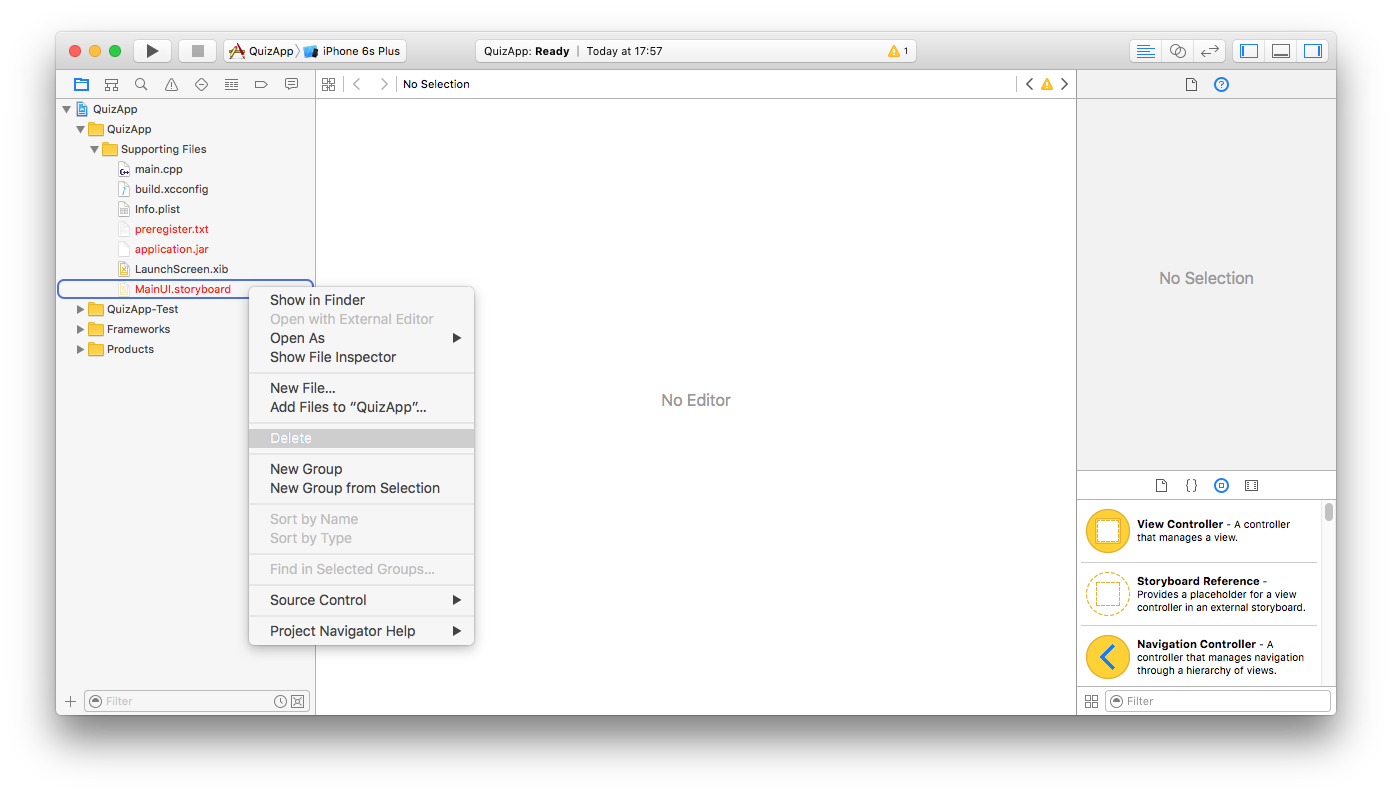 QuizApp
iPhone 6s Plus
QuizApp: Ready | Today at 17:57
1
No Selection
QuizApp
QuizApp
Supporting Files
main.cpp
build.xcconfig
Info.plist
preregister.txt
application.jar
LaunchScreen.xib
MainUI.storyboard
QuizApp-Test
Frameworks
Products
Show in Finder
Open with External Editor
Open As
Show File Inspector
New File...
Add Files to “QuizApp”...
Delete
New Group
New Group from Selection
Sort by Name
Sort by Type
Find in Selected Groups...
Source Control
Project Navigator Help
Filter
No Editor
No Selection
{}
View Controller - A controller
that manages a view.
Storyboard Reference -
Provides a placeholder for a view
controller in an external storyboard.
Navigation Controller - A
controller that manages navigation
through a hierarchy of views.
Filter